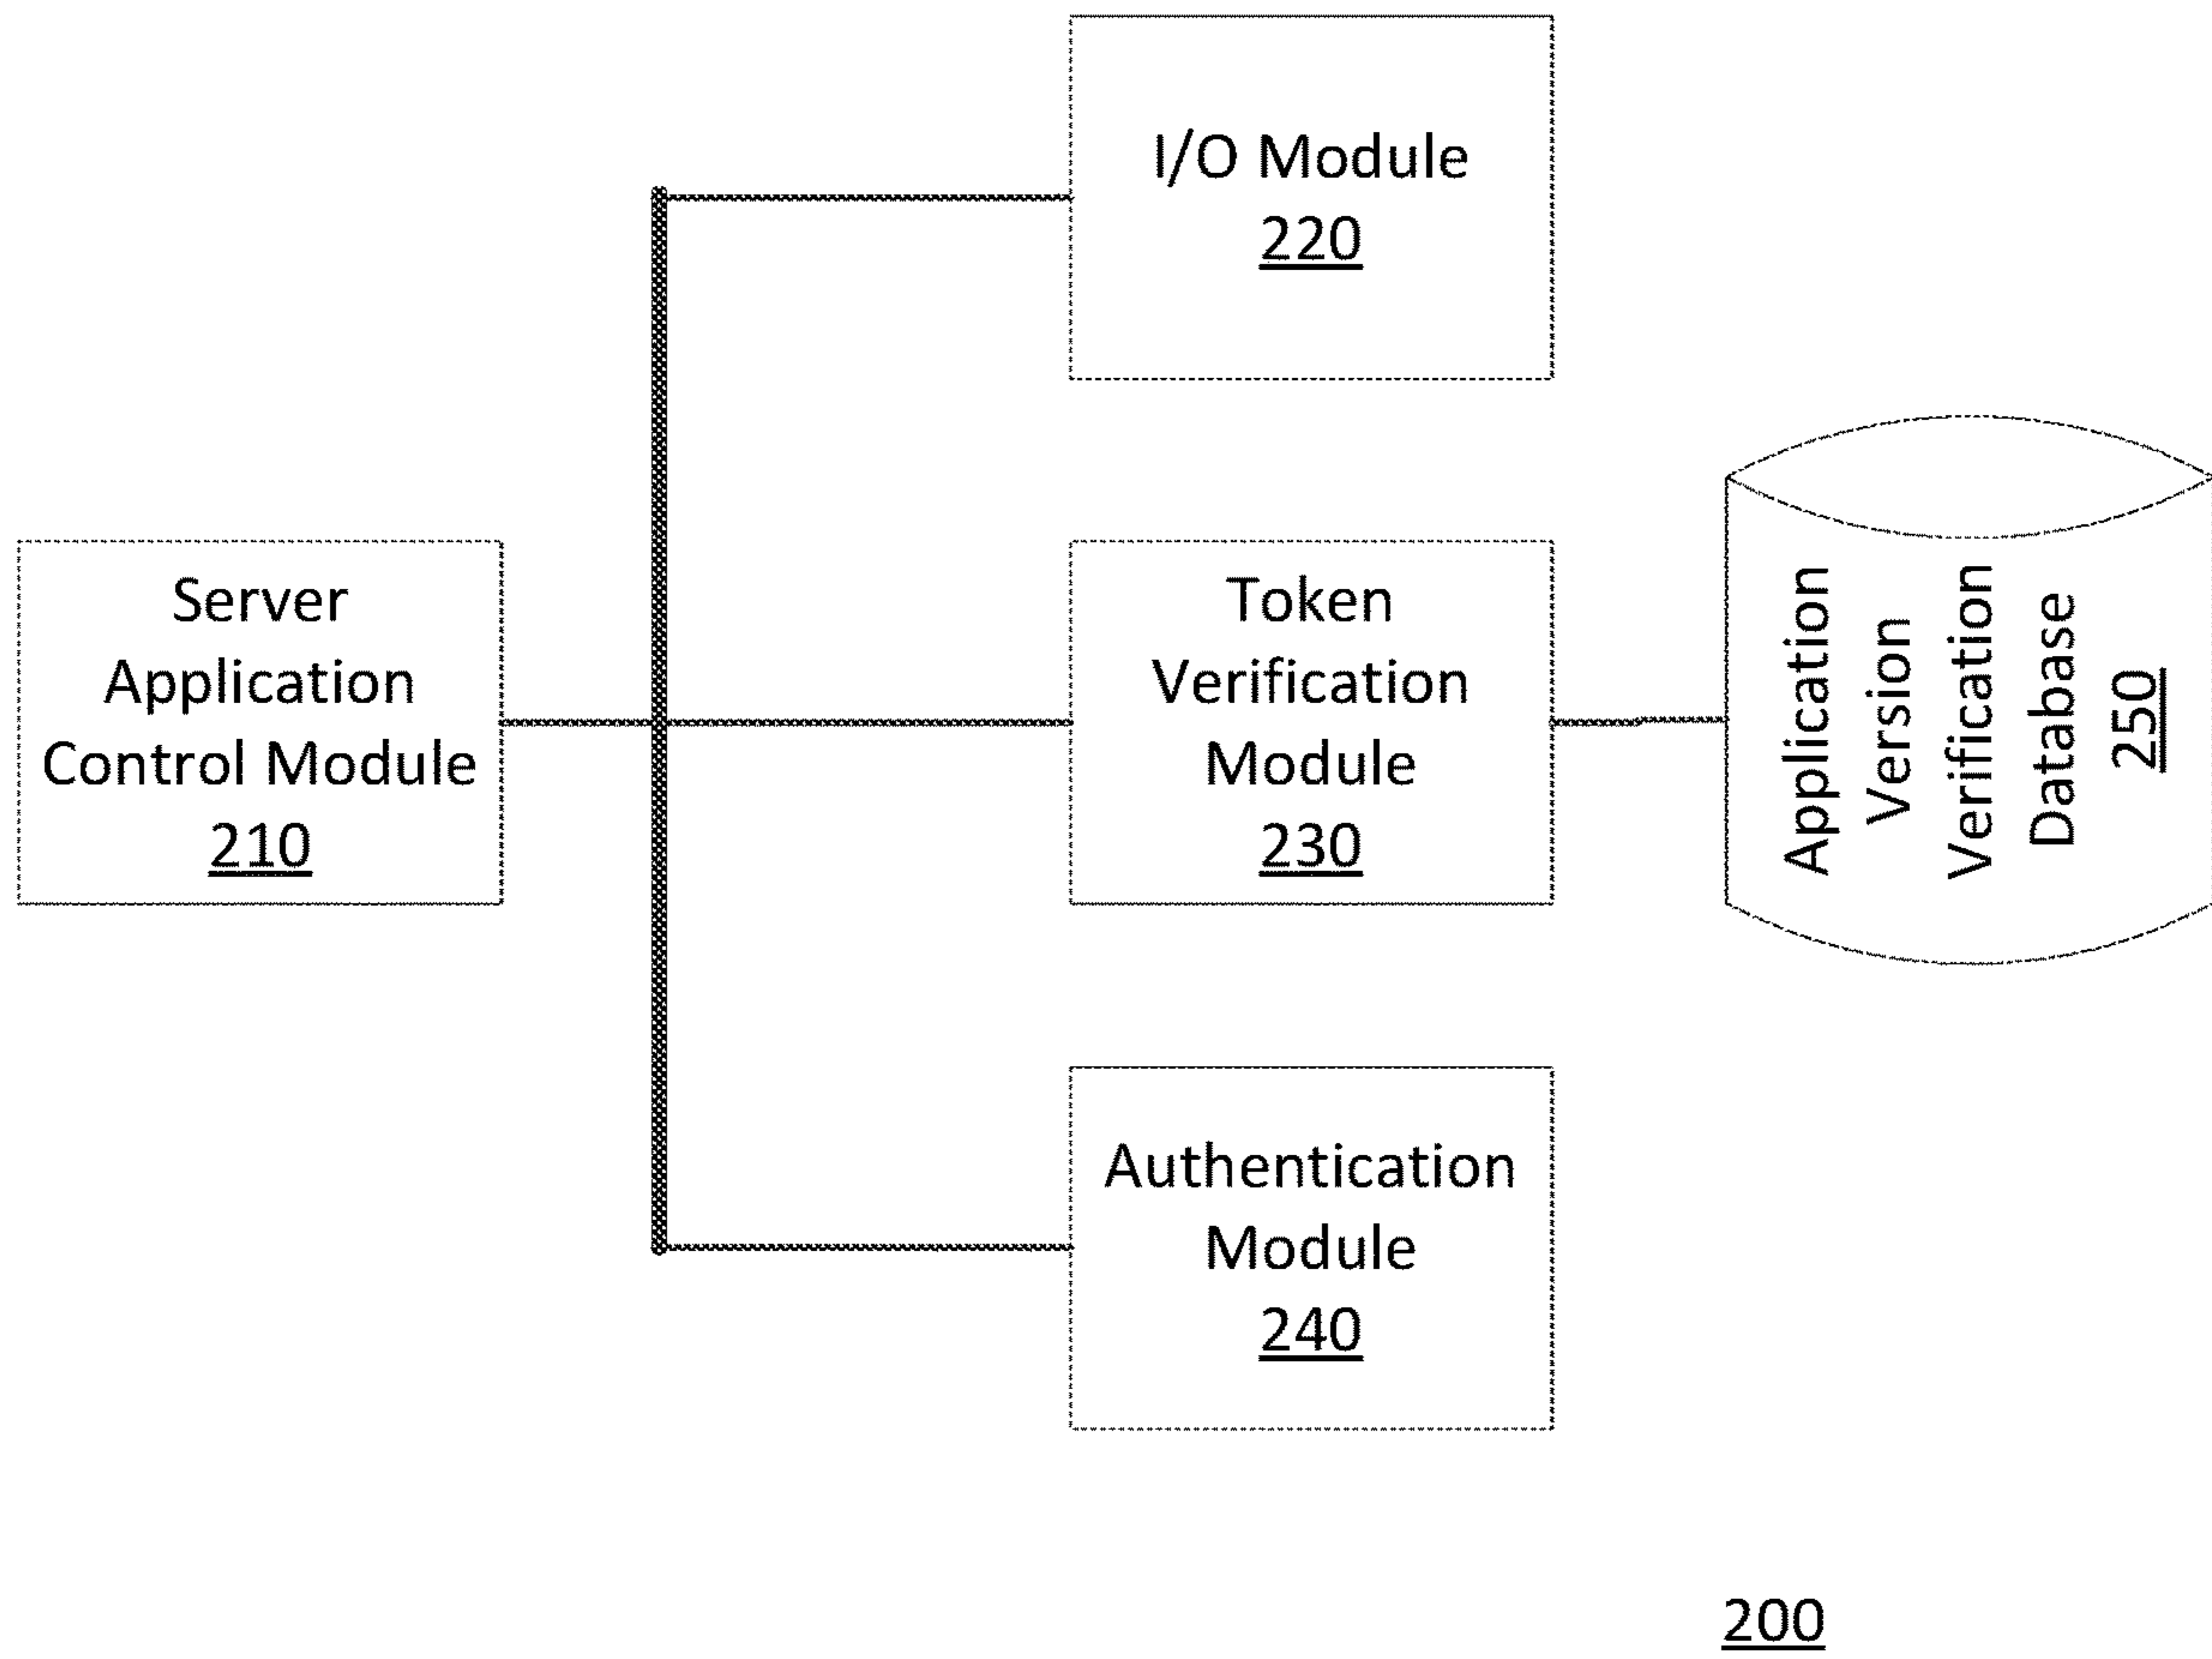 I/O Module
220
Server
Application
Control Module
210
Token
Verification
Module
230
Application
Version
Verification
Database
250
Authentication
Module
240
200